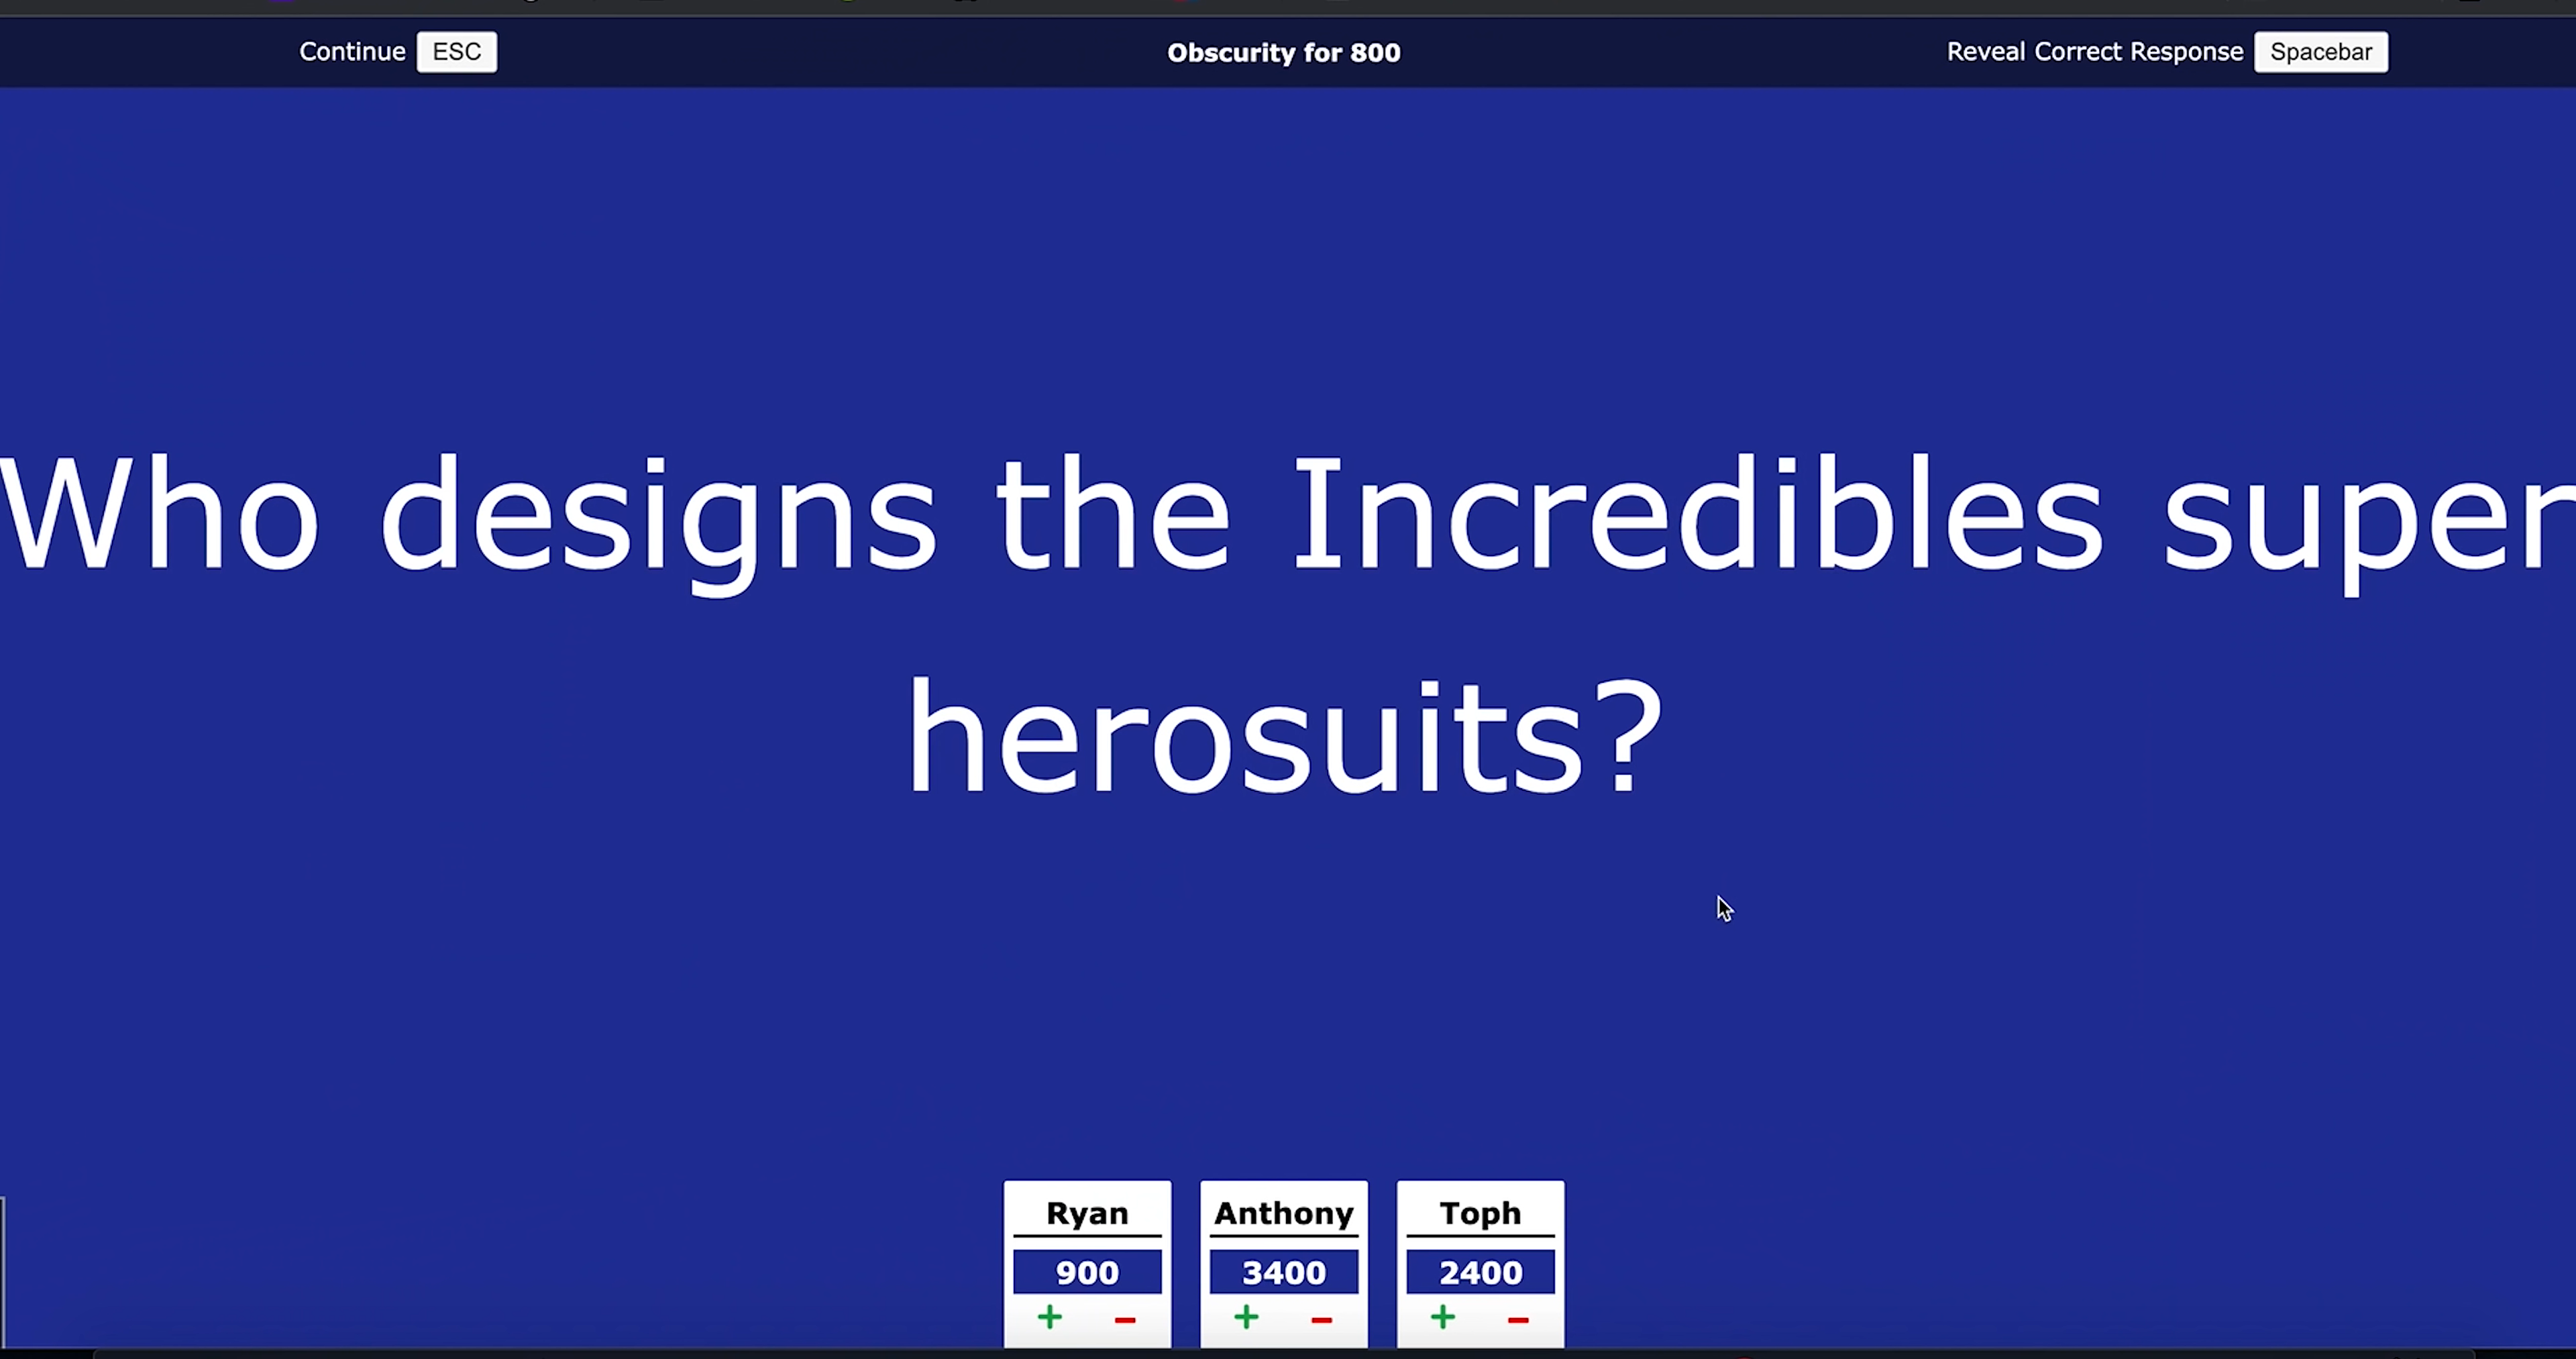 Continue ESC
Obscurity for 800
Reveal Correct Response Spacebar
Who designs the Incredibles super
herosuits?
Ryan
900
+ −
Anthony
3400
+ −
Toph
2400
+ −